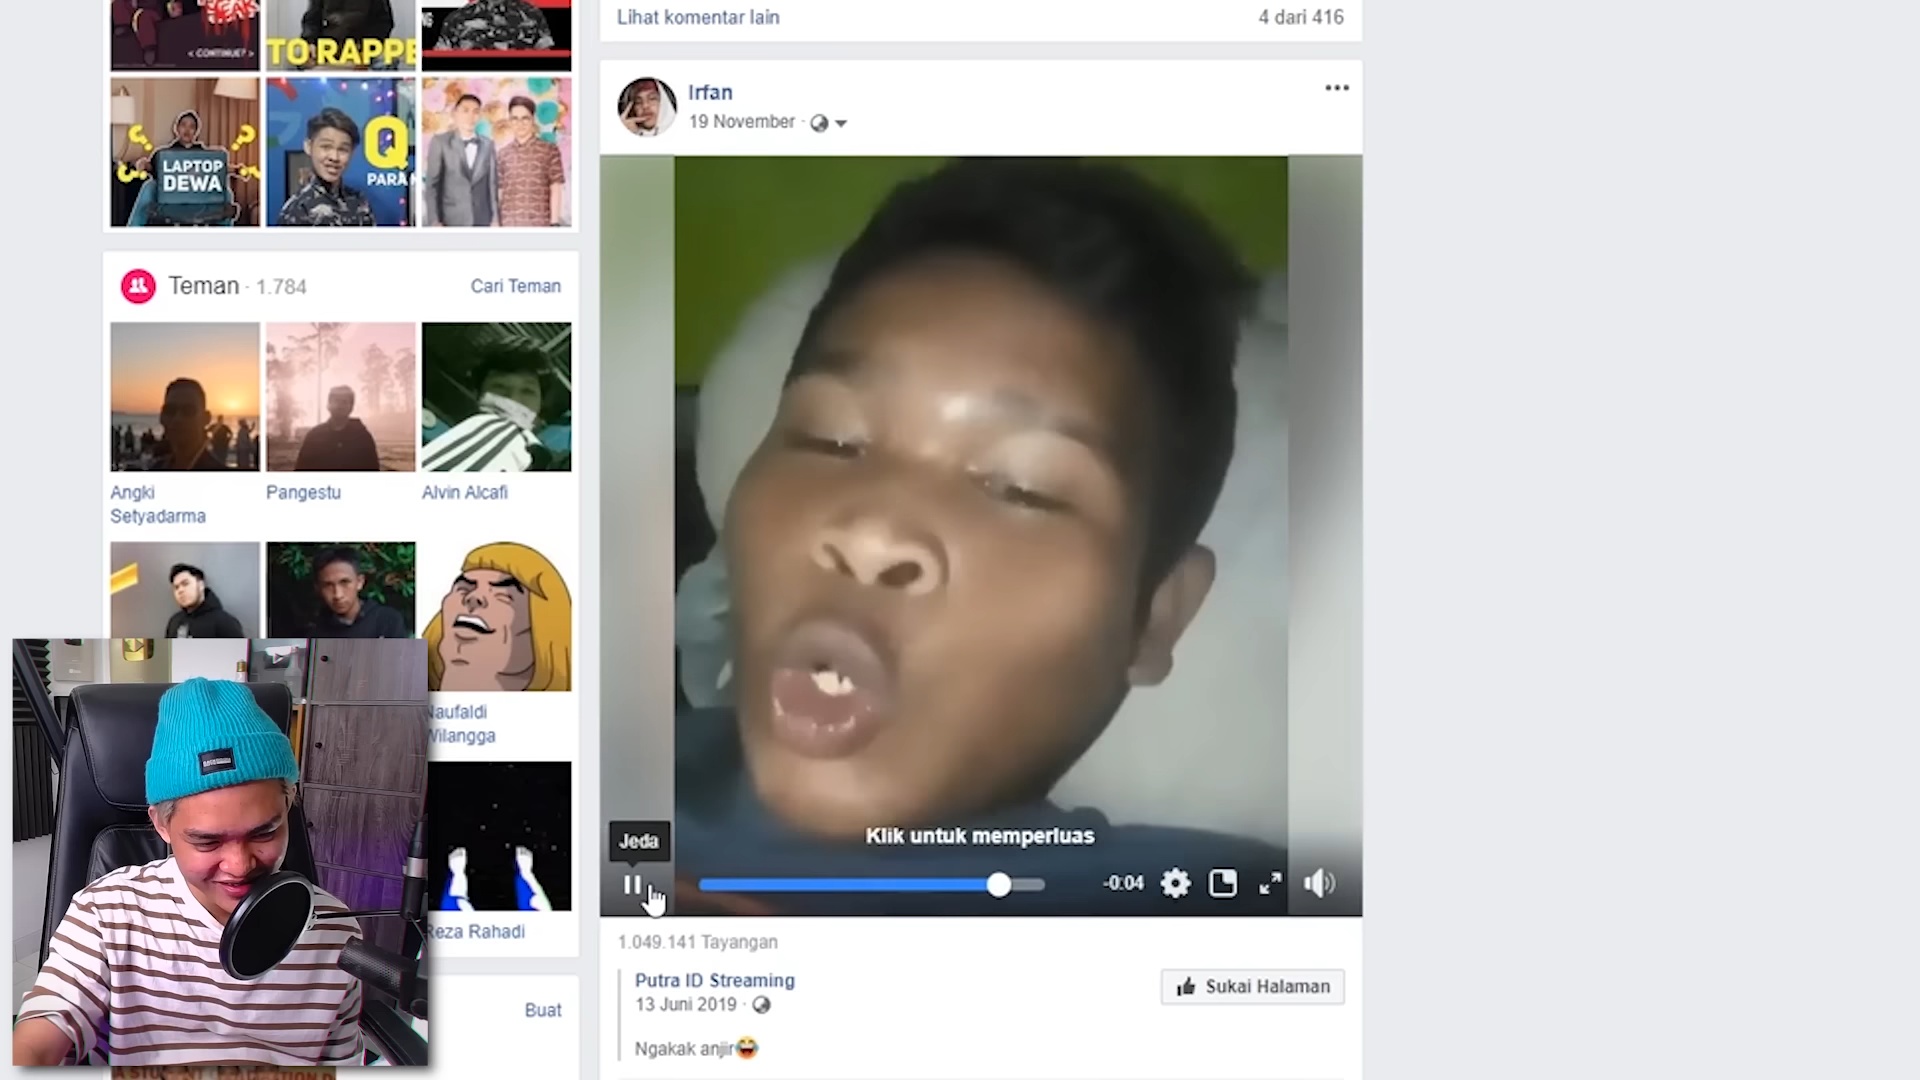 < CONTINUE? >
TO RAPPE
LAPTOP
DEWA
Q
PARA
Teman · 1.784
Cari Teman
Angki
Setyadarma
Pangestu
Alvin Alcafi
Naufaldi
Wilangga
Reza Rahadi
Buat
Lihat komentar lain
4 dari 416
Irfan
19 November ·
Klik untuk memperluas
Jeda
-0:04
1.049.141 Tayangan
Putra ID Streaming
13 Juni 2019 ·
Sukai Halaman
Ngakak anjir😂